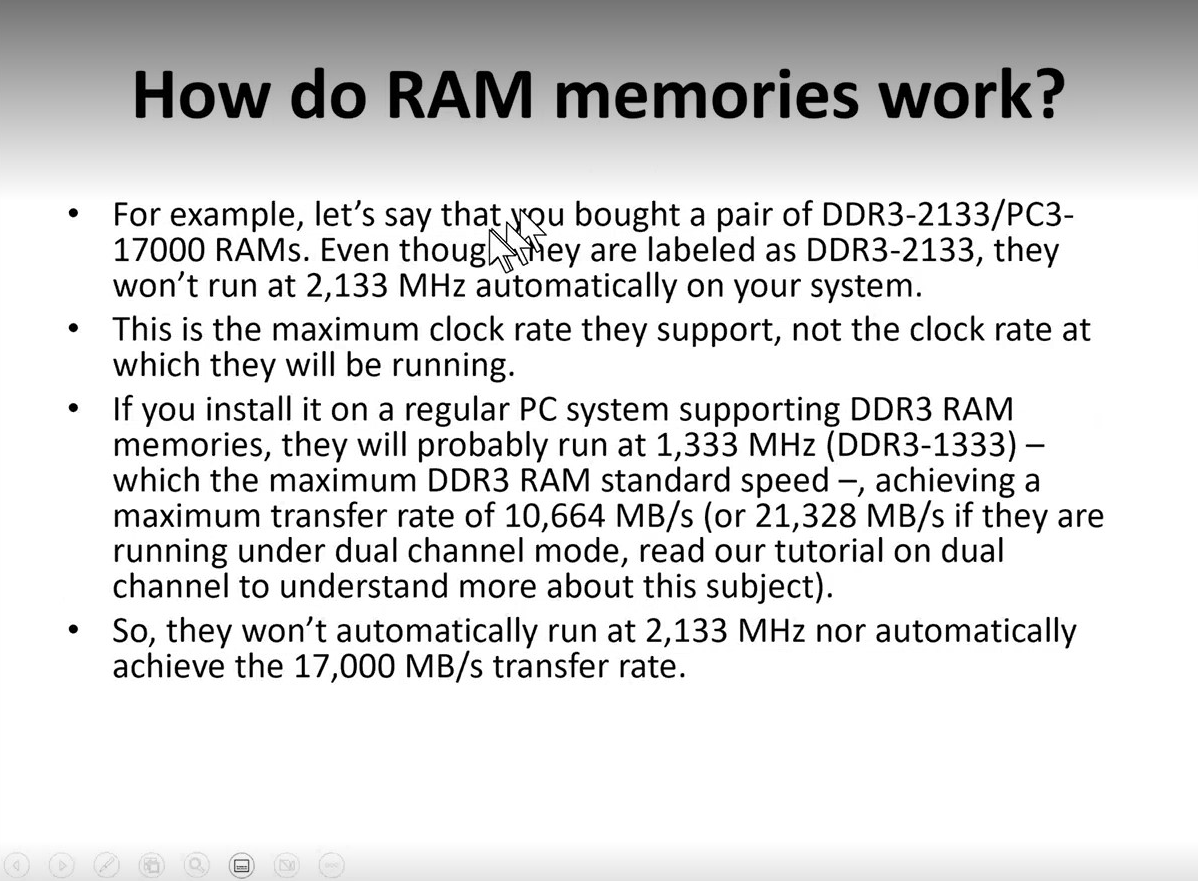 How do RAM memories work?
• For example, let's say that you bought a pair of DDR3-2133/PC3-
17000 RAMs. Even though they are labeled as DDR3-2133, they
won't run at 2,133 MHz automatically on your system.
• This is the maximum clock rate they support, not the clock rate at
which they will be running.
• If you install it on a regular PC system supporting DDR3 RAM
memories, they will probably run at 1,333 MHz (DDR3-1333) –
which the maximum DDR3 RAM standard speed –, achieving a
maximum transfer rate of 10,664 MB/s (or 21,328 MB/s if they are
running under dual channel mode, read our tutorial on dual
channel to understand more about this subject).
• So, they won't automatically run at 2,133 MHz nor automatically
achieve the 17,000 MB/s transfer rate.